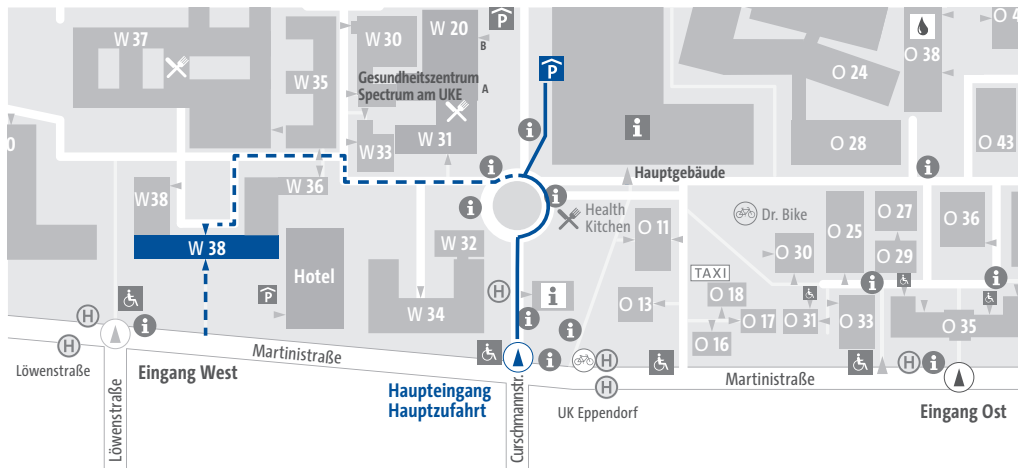 W 37
W 30
W 20
P
B
O 4
O 38
W 35
Gesundheitszentrum
Spectrum am UKE
A
P
O 24
W 31
W 33
i
i
O 28
O 43
0
i
i
Hauptgebäude
W 36
W38
i
i
Health
Kitchen
Dr. Bike
O 11
O 27
O 36
O 25
W 38
W 32
O 30
O 29
Hotel
TAXI
i
i
P
H
i
O 18
O 13
W 34
O 17
O 31
O 33
O 35
H
i
i
i
O 16
H
Martinistraße
i
H
H
i
Löwenstraße
Eingang West
Haupteingang
Hauptzufahrt
H
UK Eppendorf
Martinistraße
Eingang Ost
Löwenstraße
Curschmannstr.